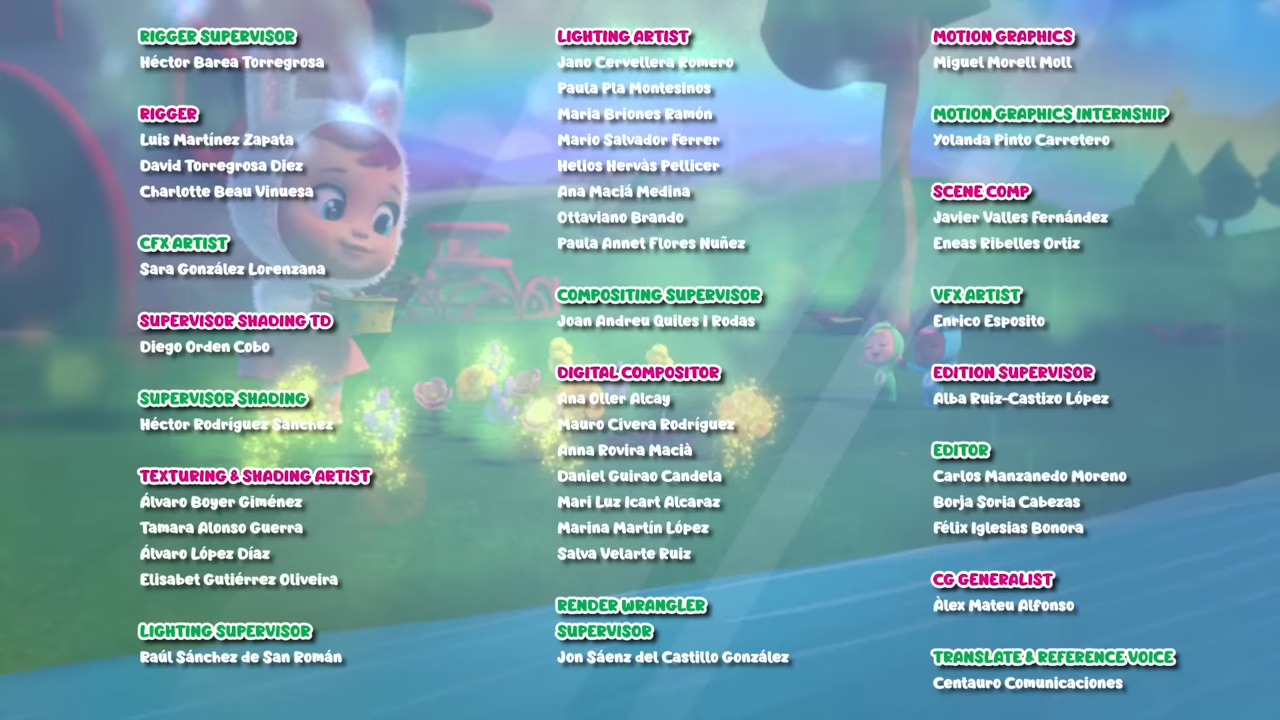 RIGGER SUPERVISOR
Héctor Barea Torregrosa
RIGGER
Luis Martínez Zapata
David Torregrosa Diez
Charlotte Beau Vinuesa
CFX ARTIST
Sara González Lorenzana
SUPERVISOR SHADING TD
Diego Orden Cobo
SUPERVISOR SHADING
Héctor Rodríguez Sánchez
TEXTURING & SHADING ARTIST
Álvaro Boyer Giménez
Tamara Alonso Guerra
Álvaro López Díaz
Elisabet Gutiérrez Oliveira
LIGHTING SUPERVISOR
Raúl Sánchez de San Román
LIGHTING ARTIST
Jano Cervellera Romero
Paula Pla Montesinos
Maria Briones Ramón
Mario Salvador Ferrer
Helios Hervàs Pellicer
Ana Maciá Medina
Ottaviano Brando
Paula Annet Flores Nuñez
COMPOSITING SUPERVISOR
Joan Andreu Quiles I Rodas
DIGITAL COMPOSITOR
Ana Oller Alcay
Mauro Civera Rodríguez
Anna Rovira Macià
Daniel Guirao Candela
Mari Luz Icart Alcaraz
Marina Martín López
Salva Velarte Ruiz
RENDER WRANGLER
SUPERVISOR
Jon Sáenz del Castillo González
MOTION GRAPHICS
Miguel Morell Moll
MOTION GRAPHICS INTERNSHIP
Yolanda Pinto Carretero
SCENE COMP
Javier Valles Fernández
Eneas Ribelles Ortiz
VFX ARTIST
Enrico Esposito
EDITION SUPERVISOR
Alba Ruiz-Castizo López
EDITOR
Carlos Manzanedo Moreno
Borja Soria Cabezas
Félix Iglesias Bonora
CG GENERALIST
Àlex Mateu Alfonso
TRANSLATE & REFERENCE VOICE
Centauro Comunicaciones